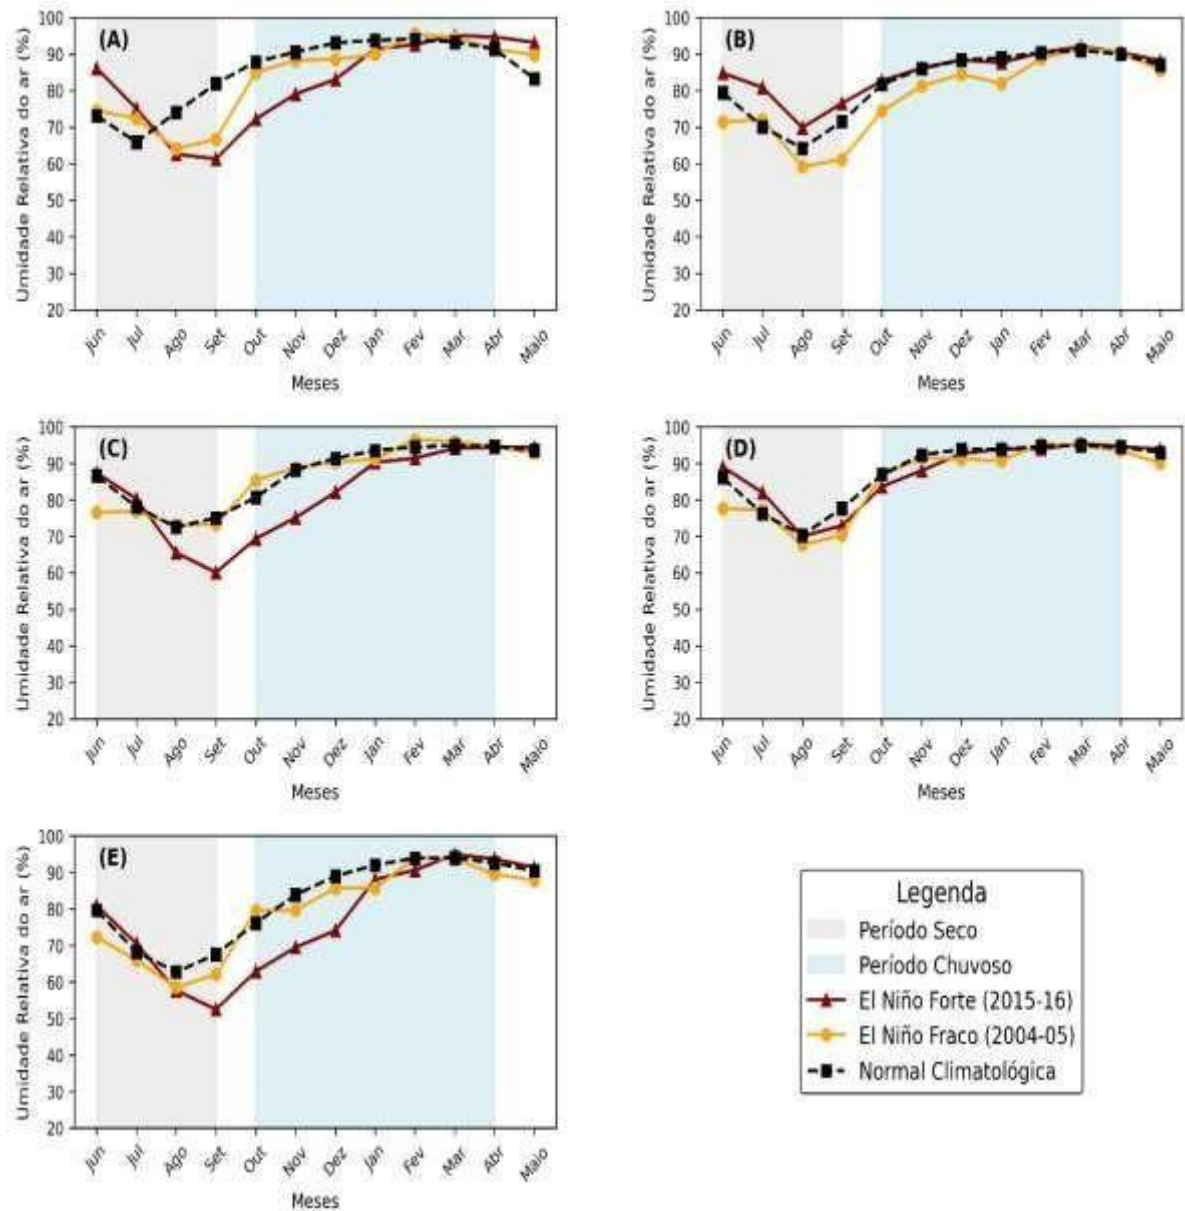 (A)
Umidade Relativa do ar (%)
100
90
80
70
60
50
40
30
20
Jun Jul Ago Set Out Nov Dez Jan Fev Mar Abr Maio
Meses
(B)
Umidade Relativa do ar (%)
100
90
80
70
60
50
40
30
20
Jun Jul Ago Set Out Nov Dez Jan Fev Mar Abr Maio
Meses
(C)
Umidade Relativa do ar (%)
100
90
80
70
60
50
40
30
20
Jun Jul Ago Set Out Nov Dez Jan Fev Mar Abr Maio
Meses
(D)
Umidade Relativa do ar (%)
100
90
80
70
60
50
40
30
20
Jun Jul Ago Set Out Nov Dez Jan Fev Mar Abr Maio
Meses
(E)
Umidade Relativa do ar (%)
100
90
80
70
60
50
40
30
20
Jun Jul Ago Set Out Nov Dez Jan Fev Mar Abr Maio
Meses
Legenda
Período Seco
Período Chuvoso
El Niño Forte (2015-16)
El Niño Fraco (2004-05)
Normal Climatológica